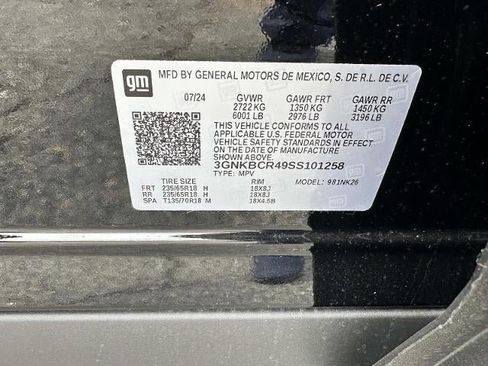 gm
MFD BY GENERAL MOTORS DE MEXICO, S. DE R.L. DE C.V.
07/24 GVWR GAWR FRT GAWR RR
2722 KG 1350 KG 1450 KG
6001 LB 2976 LB 3196 LB
THIS VEHICLE CONFORMS TO ALL
APPLICABLE U.S. FEDERAL MOTOR
VEHICLE SAFETY STANDARDS IN EFFECT
ON THE DATE OF MANUFACTURE
SHOWN ABOVE.
3GNKBCR49SS101258
TYPE: MPV
TIRE SIZE RIM MODEL: 981NK26
FRT 235/65R18 H 18X8J
RR 235/65R18 H 18X8J
SPA T135/70R18 M 18X4.5B